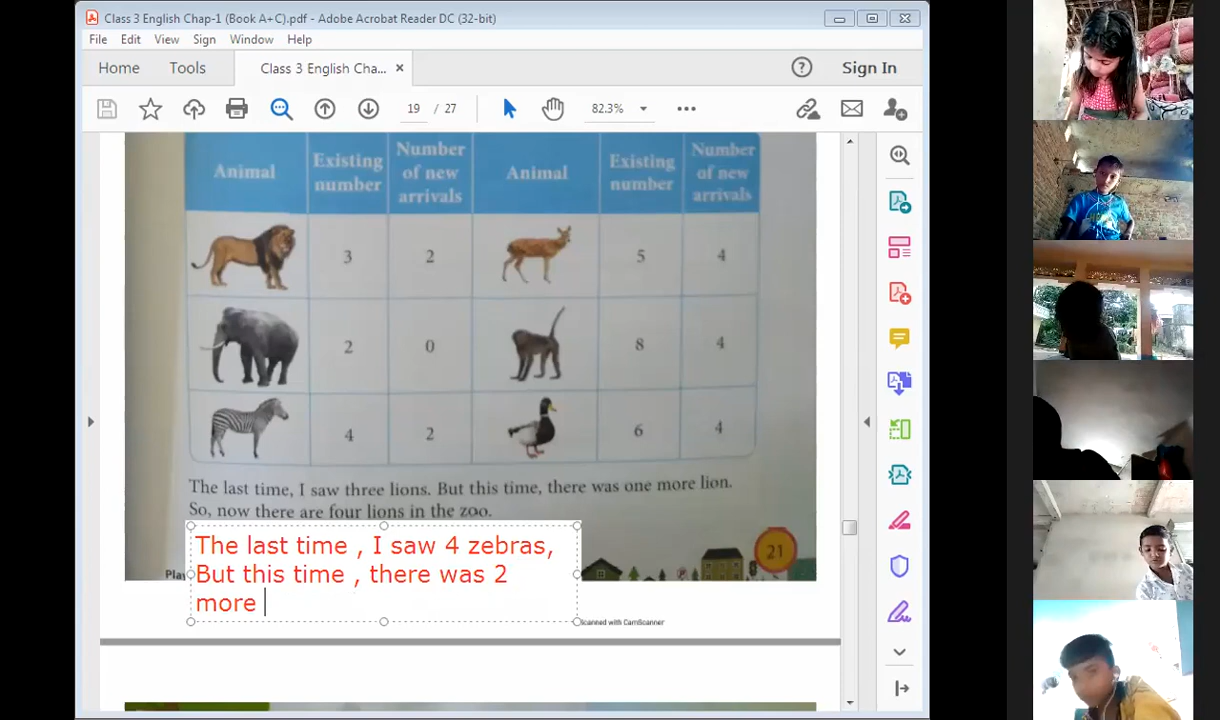 Class 3 English Chap-1 (Book A+C).pdf - Adobe Acrobat Reader DC (32-bit)
File Edit View Sign Window Help
Home Tools Class 3 English Cha... × Sign In
19 / 27 82.3%
Animal Existing number Number of new arrivals Animal Existing number Number of new arrivals
3 2 5 4
2 0 8 4
4 2 6 4
The last time, I saw three lions. But this time, there was one more lion.
So, now there are four lions in the zoo.
The last time , I saw 4 zebras,
But this time , there was 2
more
21
Play
Scanned with CamScanner